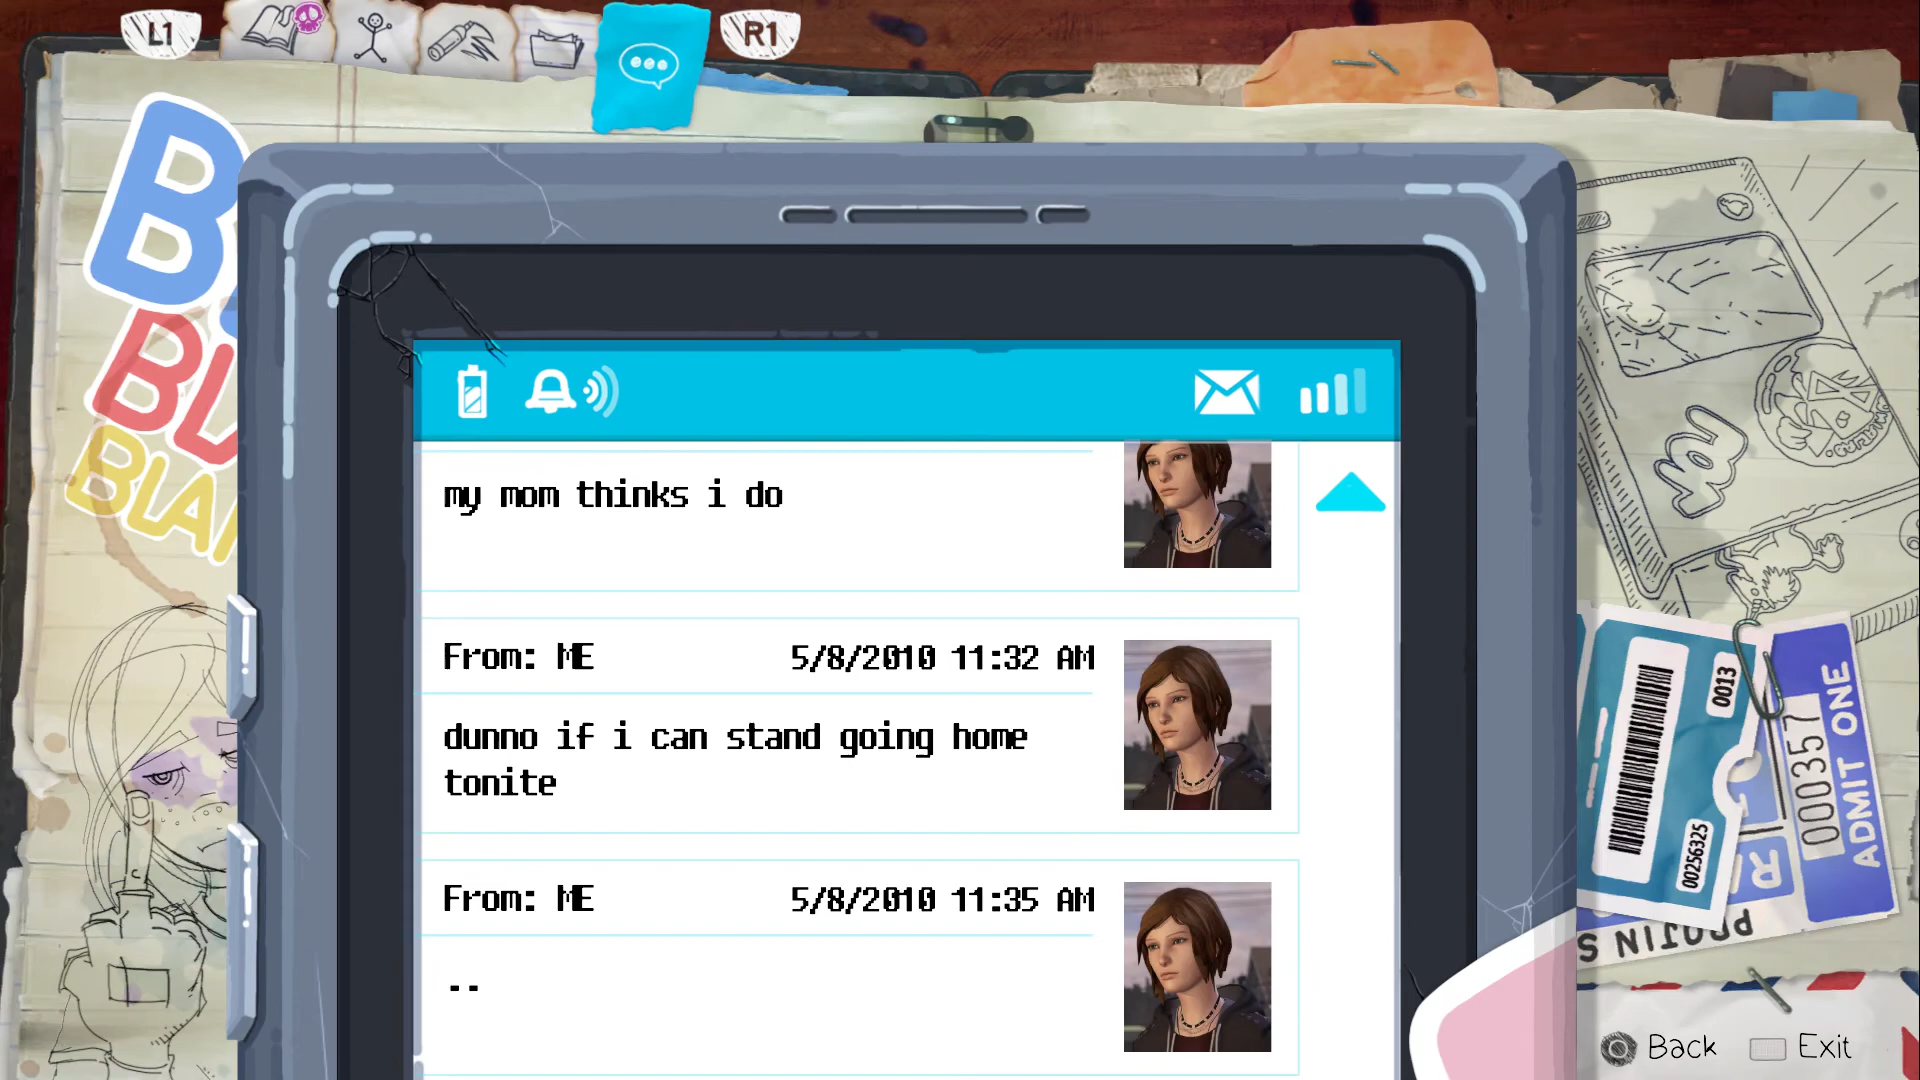 L1
R1
my mom thinks i do
From: ME 5/8/2010 11:32 AM
dunno if i can stand going home
tonite
From: ME 5/8/2010 11:35 AM
..
0013
00256325
000357
ADMIT ONE
Back
Exit